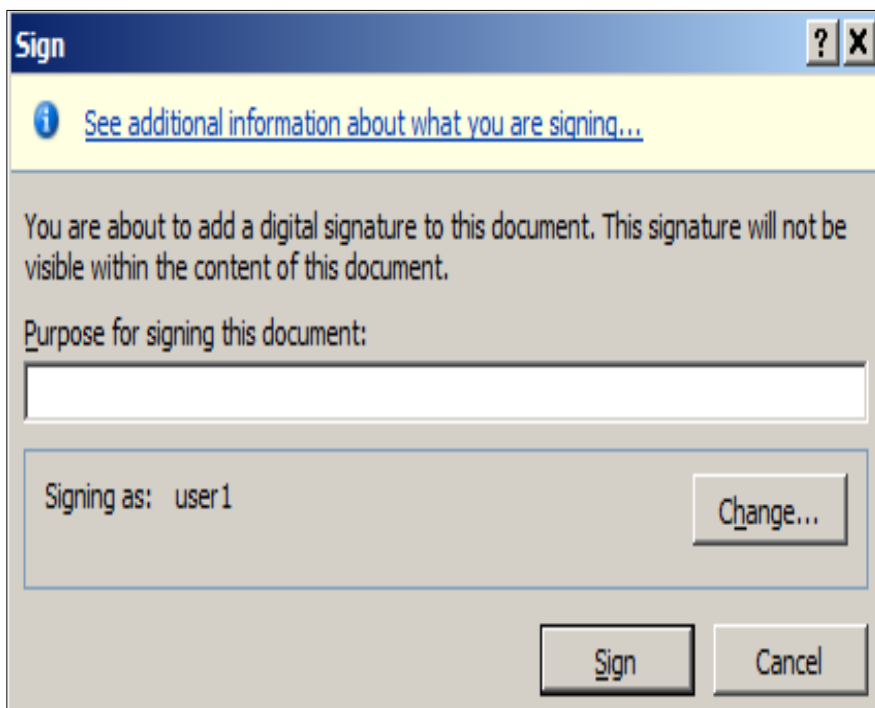 Sign
See additional information about what you are signing...
You are about to add a digital signature to this document. This signature will not be
visible within the content of this document.
Purpose for signing this document:
Signing as: user1
Change...
Sign
Cancel